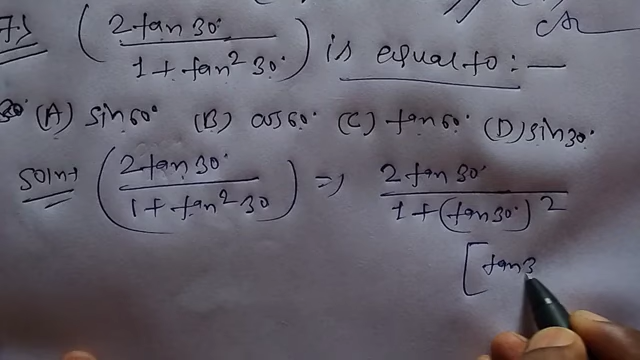 7.) (2 tan 30° / 1 + tan² 30°) is equal to : —
30° (A) sin 60° (B) cos 60° (C) tan 60° (D) sin 30°
Soln→ (2 tan 30° / 1 + tan² 30) ⇒ 2 tan 30° / 1 + (tan 30°)²
[tan 3